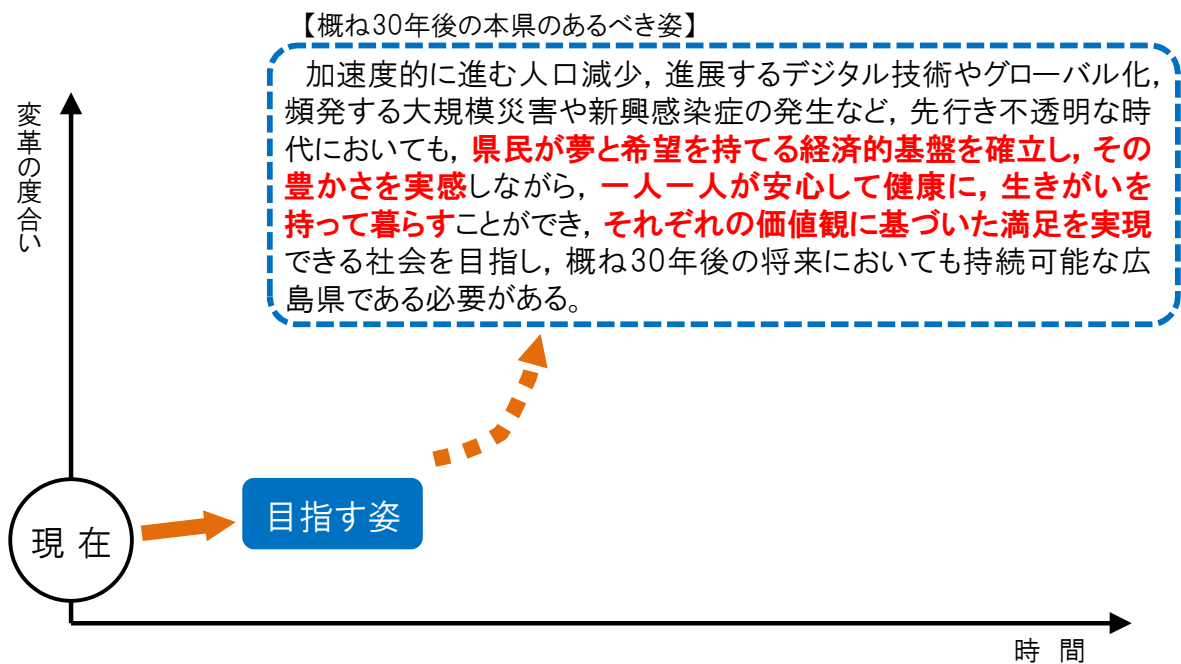 【概ね30年後の本県のあるべき姿】
加速度的に進む人口減少，進展するデジタル技術やグローバル化，
頻発する大規模災害や新興感染症の発生など，先行き不透明な時
代においても，県民が夢と希望を持てる経済的基盤を確立し，その
豊かさを実感しながら，一人一人が安心して健康に，生きがいを
持って暮らすことができ，それぞれの価値観に基づいた満足を実現
できる社会を目指し，概ね30年後の将来においても持続可能な広
島県である必要がある。
変革の度合い
目指す姿
現 在
時 間